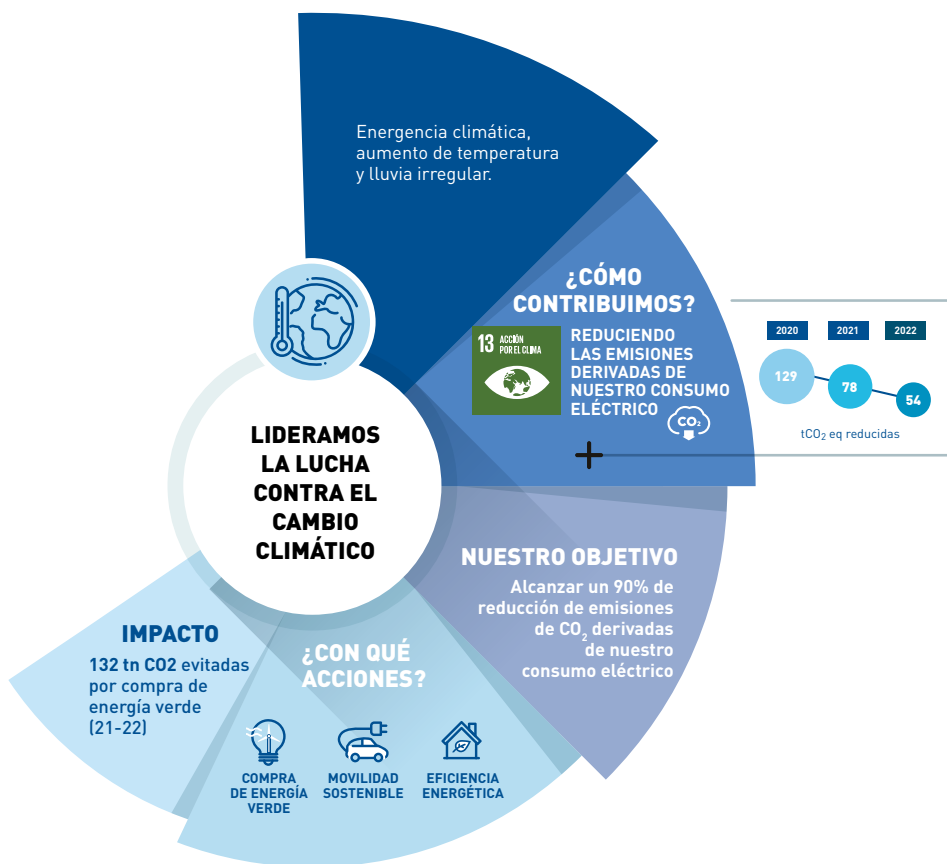 Energencia climática,
aumento de temperatura
y lluvia irregular.
¿CÓMO
CONTRIBUIMOS?
13 ACCIÓN
POR EL CLIMA
REDUCIENDO
LAS EMISIONES
DERIVADAS DE
NUESTRO CONSUMO
ELÉCTRICO
CO₂
+
2020 2021 2022
129 78 54
tCO₂ eq reducidas
LIDERAMOS
LA LUCHA
CONTRA EL
CAMBIO
CLIMÁTICO
NUESTRO OBJETIVO
Alcanzar un 90% de
reducción de emisiones
de CO₂ derivadas
de nuestro
consumo eléctrico
¿CON QUÉ
ACCIONES?
COMPRA
DE ENERGÍA
VERDE
MOVILIDAD
SOSTENIBLE
EFICIENCIA
ENERGÉTICA
IMPACTO
132 tn CO2 evitadas
por compra de
energía verde
(21-22)